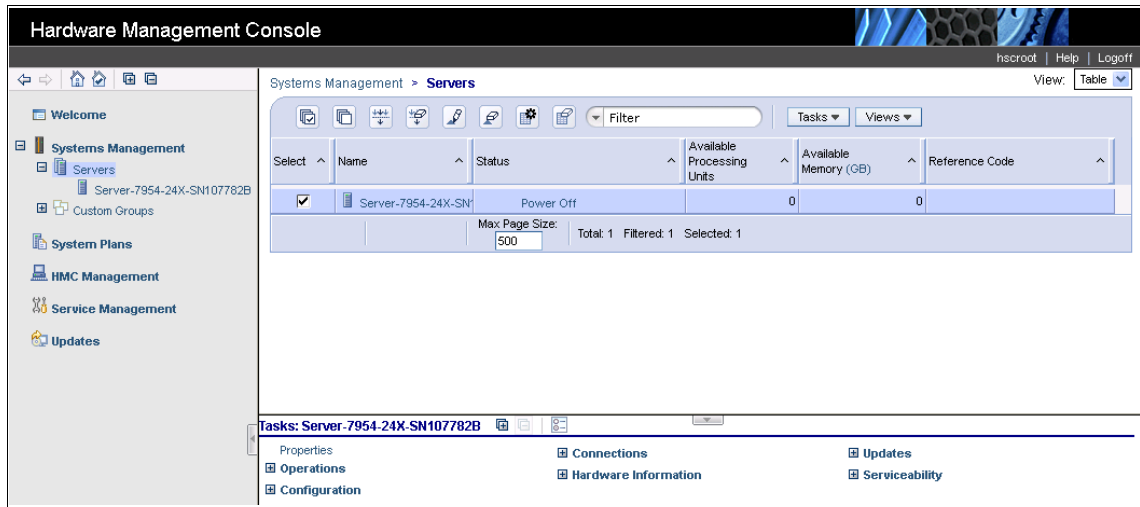 Hardware Management Console
hscroot | Help | Logoff
Systems Management > Servers
View: Table
Welcome
Systems Management
Servers
Server-7954-24X-SN107782B
Custom Groups
System Plans
HMC Management
Service Management
Updates
Filter
Tasks
Views
Select
Name
Status
Available Processing Units
Available Memory (GB)
Reference Code
Server-7954-24X-SN
Power Off
0
0
Max Page Size:
500
Total: 1 Filtered: 1 Selected: 1
Tasks: Server-7954-24X-SN107782B
Properties
Operations
Configuration
Connections
Hardware Information
Updates
Serviceability